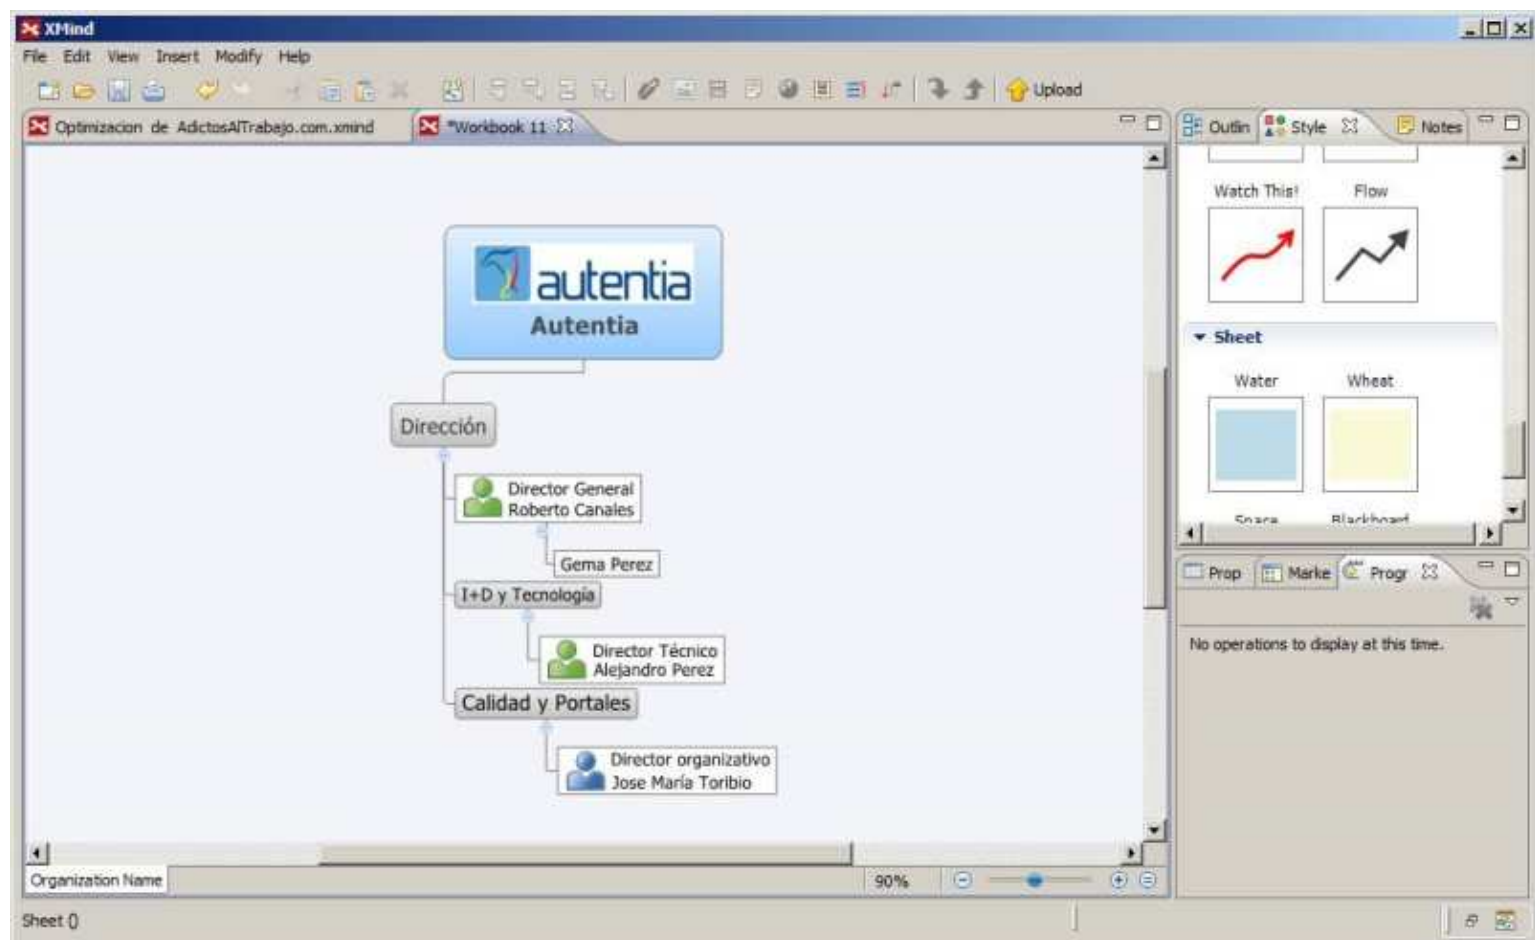 XMind
File Edit View Insert Modify Help
Upload
Optimizacion de AdictosAlTrabajo.com.xmind
*Workbook 11
Outlin
Style
Notes
autentia
Autentia
Dirección
Director General
Roberto Canales
Gema Perez
I+D y Tecnología
Director Técnico
Alejandro Perez
Calidad y Portales
Director organizativo
Jose María Toribio
Watch This!
Flow
Sheet
Water
Wheat
Space
Blackboard
Prop
Marke
Progr
No operations to display at this time.
Organization Name
90%
Sheet ()